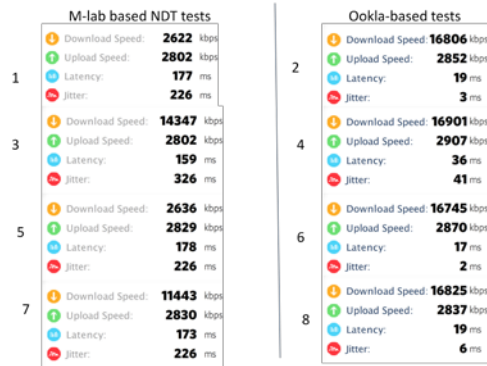 M-lab based NDT tests
1
Download Speed: 2622 kbps
Upload Speed: 2802 kbps
Latency: 177 ms
Jitter: 226 ms
3
Download Speed: 14347 kbps
Upload Speed: 2802 kbps
Latency: 159 ms
Jitter: 326 ms
5
Download Speed: 2636 kbps
Upload Speed: 2829 kbps
Latency: 178 ms
Jitter: 226 ms
7
Download Speed: 11443 kbps
Upload Speed: 2830 kbps
Latency: 173 ms
Jitter: 226 ms
Ookla-based tests
2
Download Speed: 16806 kbps
Upload Speed: 2852 kbps
Latency: 19 ms
Jitter: 3 ms
4
Download Speed: 16901 kbps
Upload Speed: 2907 kbps
Latency: 36 ms
Jitter: 41 ms
6
Download Speed: 16745 kbps
Upload Speed: 2870 kbps
Latency: 17 ms
Jitter: 2 ms
8
Download Speed: 16825 kbps
Upload Speed: 2837 kbps
Latency: 19 ms
Jitter: 6 ms